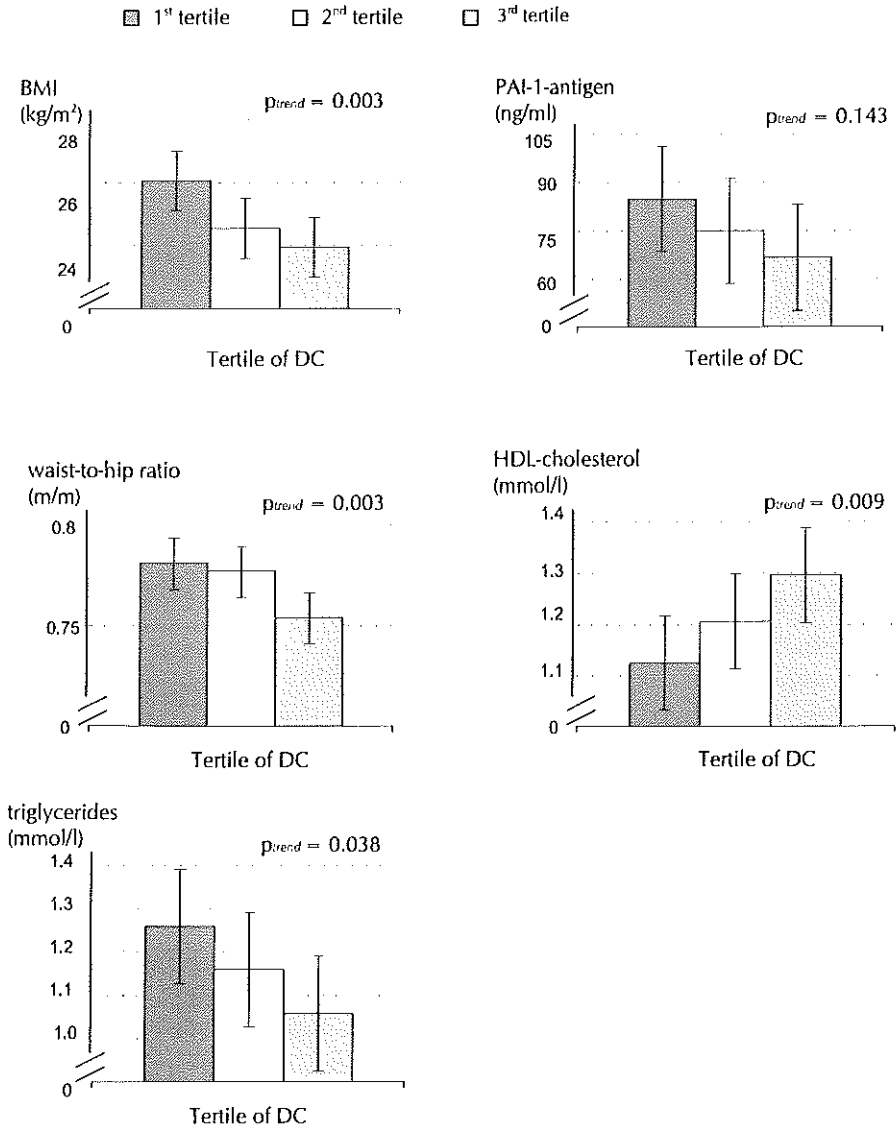 1st tertile 2nd tertile 3rd tertile
BMI
(kg/m²)
ptrend = 0.003
28
26
24
0
Tertile of DC
PAI-1-antigen
(ng/ml)
ptrend = 0.143
105
90
75
60
0
Tertile of DC
waist-to-hip ratio
(m/m)
ptrend = 0.003
0.8
0.75
0
Tertile of DC
HDL-cholesterol
(mmol/l)
ptrend = 0.009
1.4
1.3
1.2
1.1
0
Tertile of DC
triglycerides
(mmol/l)
ptrend = 0.038
1.4
1.3
1.2
1.1
1.0
0
Tertile of DC